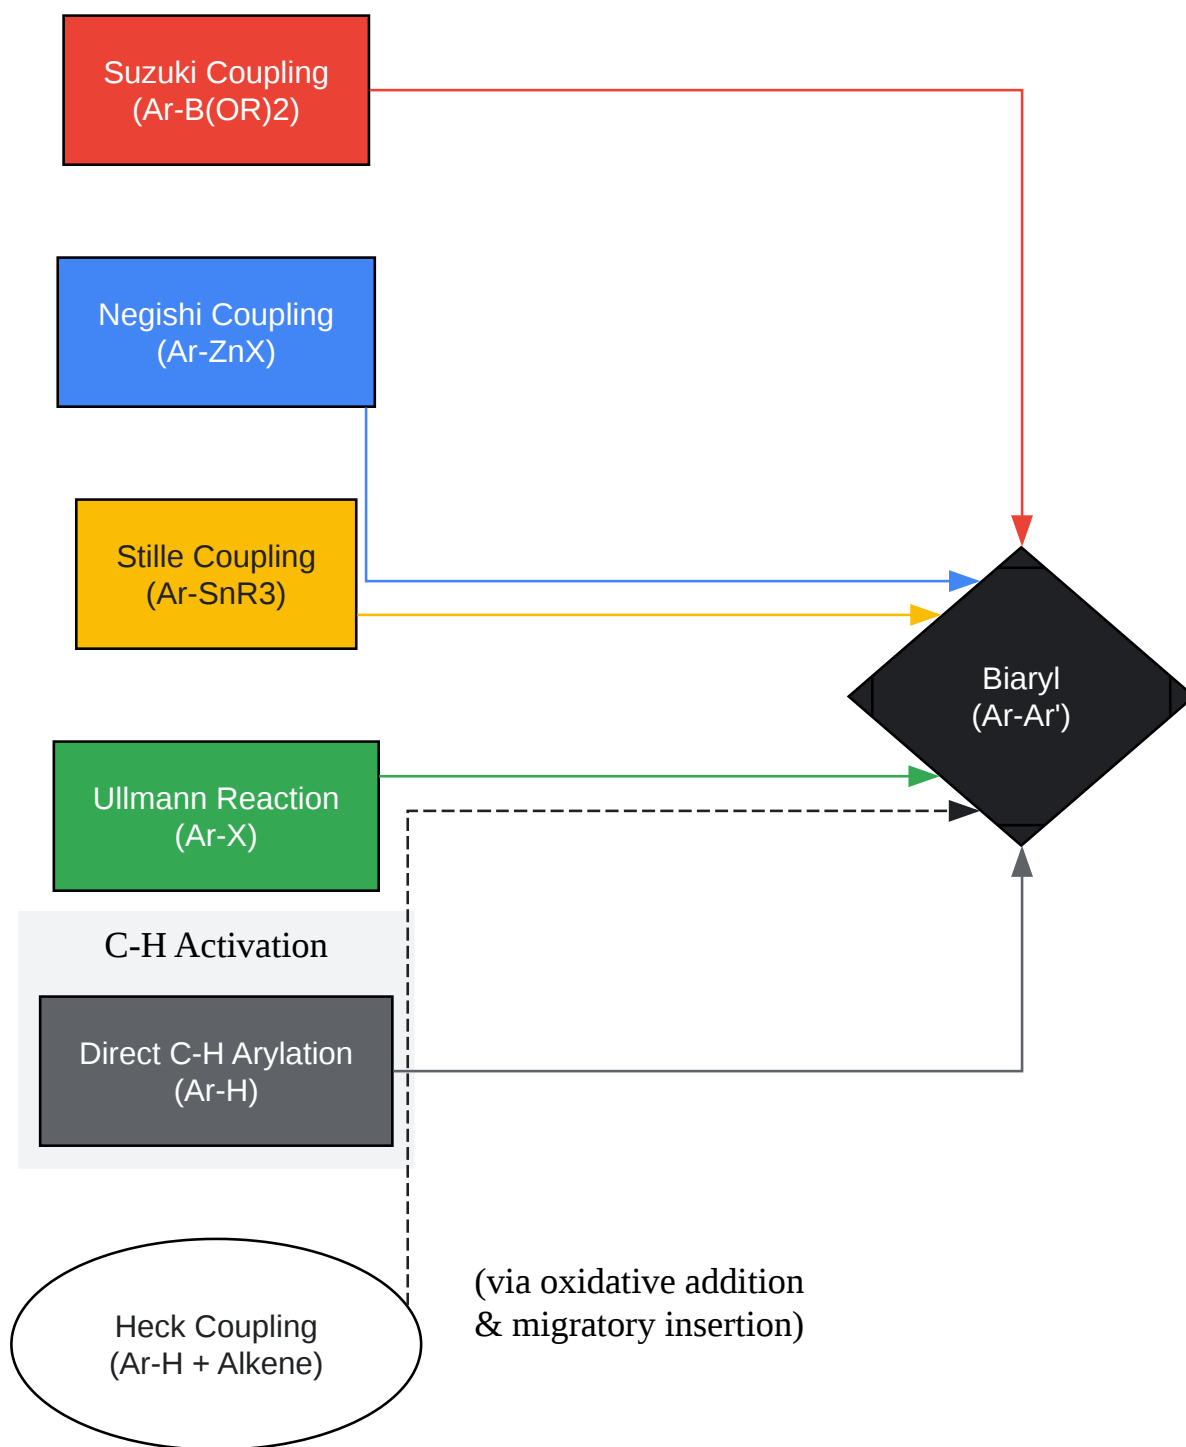 Suzuki Coupling
(Ar-B(OR)2)
Negishi Coupling
(Ar-ZnX)
Stille Coupling
(Ar-SnR3)
Biaryl
(Ar-Ar')
Ullmann Reaction
(Ar-X)
C-H Activation
Direct C-H Arylation
(Ar-H)
(via oxidative addition
& migratory insertion)
Heck Coupling
(Ar-H + Alkene)